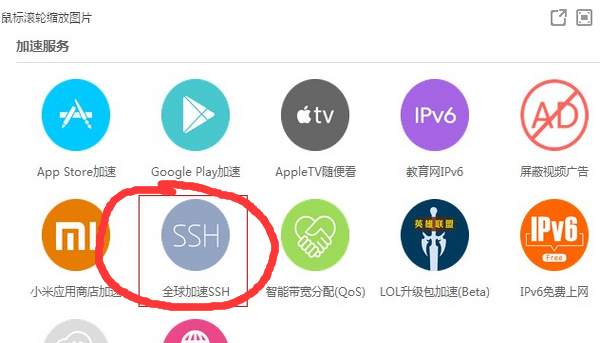 鼠标滚轮缩放图片
加速服务
tv
IPv6
AD
App Store加速
Google Play加速
AppleTV随便看
教育网IPv6
屏蔽视频广告
mi
SSH
英雄联盟
IPv6
Free
小米应用商店加速
全球加速SSH
智能带宽分配(QoS)
LOL升级包加速(Beta)
IPv6免费上网